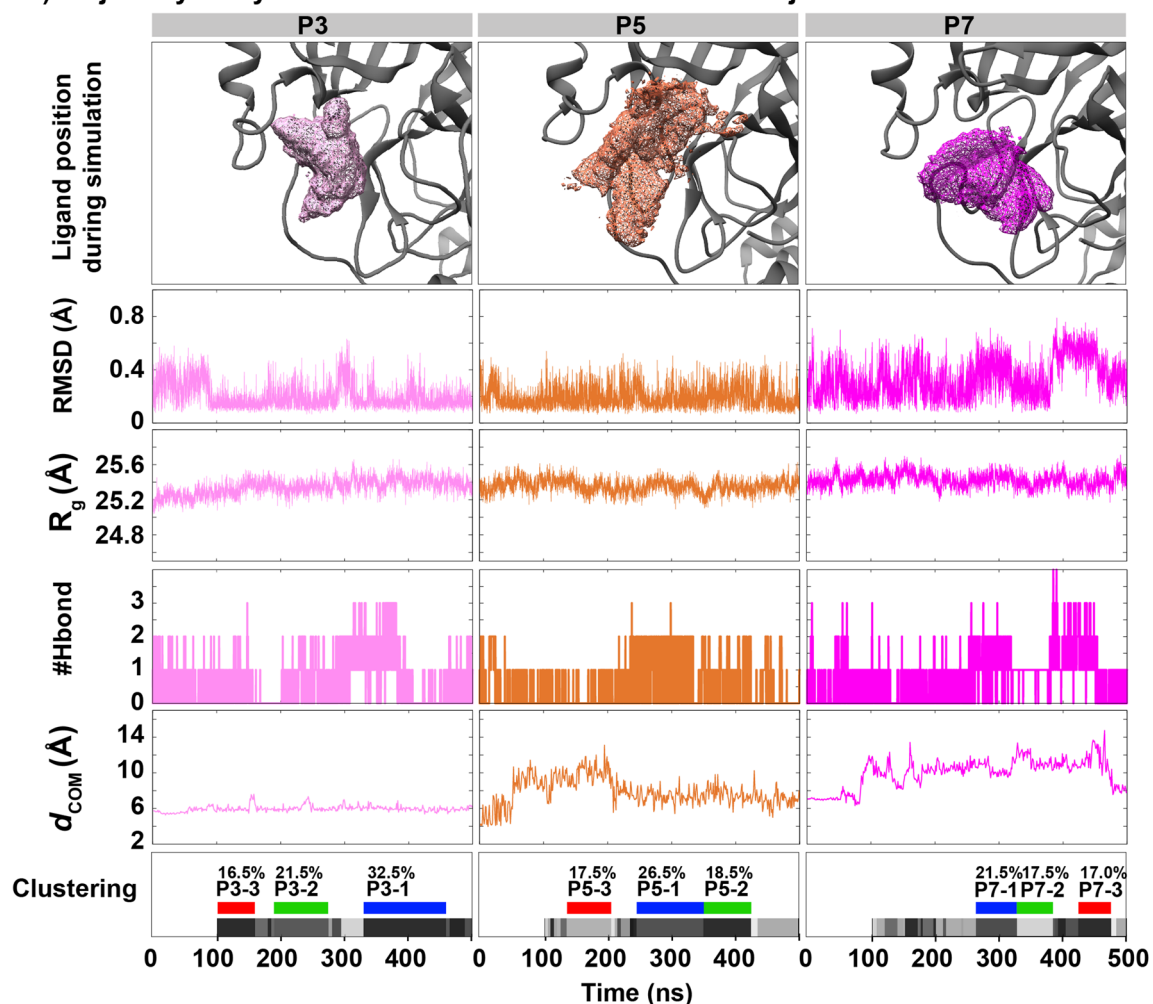 P3 P5 P7
Ligand position
during simulation
RMSD (Å)
0.8
0.4
0
Rg (Å)
25.6
25.2
24.8
#Hbond
3
2
1
0
dCOM (Å)
14
10
6
2
Clustering
16.5% 21.5% 32.5% 17.5% 26.5% 18.5% 21.5% 17.5% 17.0%
P3-3 P3-2 P3-1 P5-3 P5-1 P5-2 P7-1 P7-2 P7-3
0 100 200 300 400 0 100 200 300 400 0 100 200 300 400 500
Time (ns)